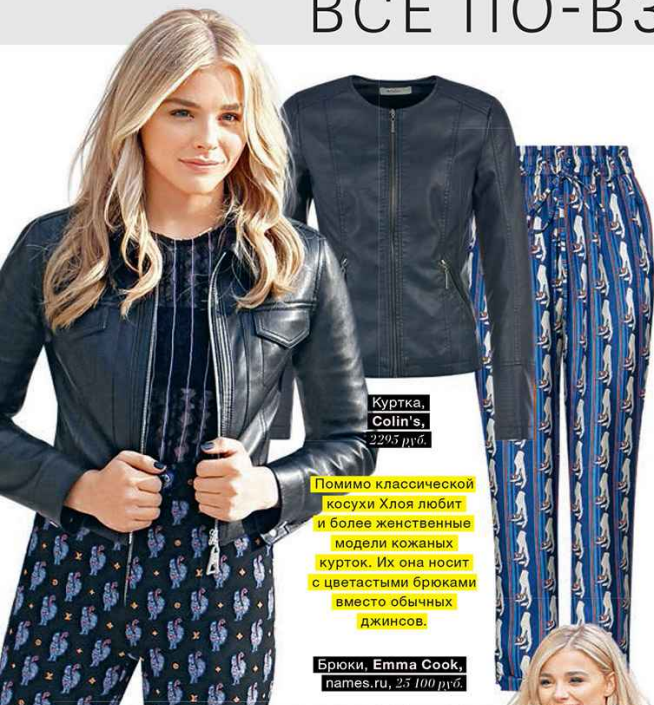 ВСЕ ПО-ВЗ
Куртка,
Colin's,
2295 руб.
Помимо классической
косухи Хлоя любит
и более женственные
модели кожаных
курток. Их она носит
с цветастыми брюками
вместо обычных
джинсов.
Брюки, Emma Cook,
names.ru, 25 100 руб.